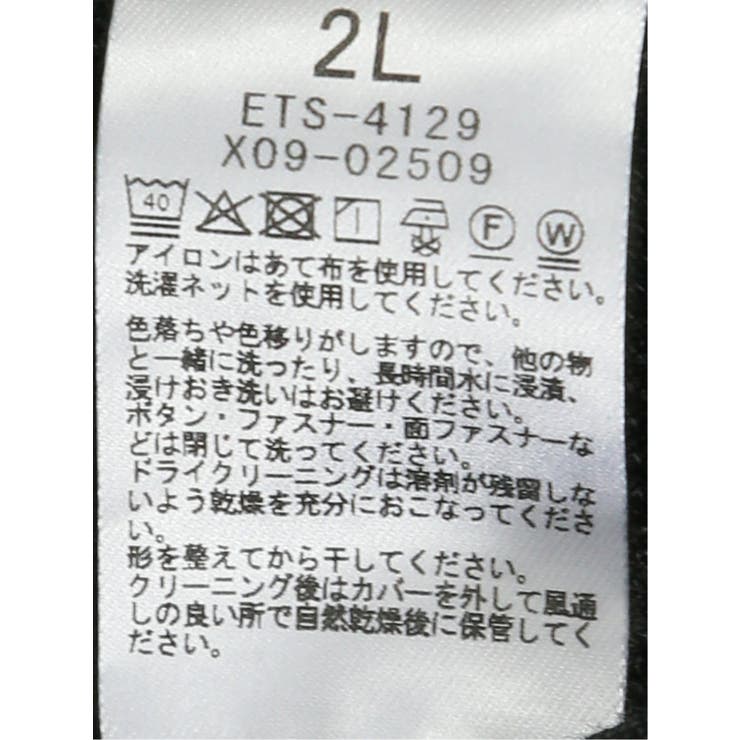 2L
ETS-4129
X09-02509
40 F W
アイロンはあて布を使用してください。
洗濯ネットを使用してください。
色落ちや色移りがしますので、他の物
と一緒に洗ったり、長時間水に浸漬、
浸けおき洗いはお避けください。
ボタン・ファスナー・面ファスナーな
どは閉じて洗ってください。
ドライクリーニングは溶剤が残留しな
いよう乾燥を充分におこなってくださ
い。
形を整えてから干してください。
クリーニング後はカバーを外して風通
しの良い所で自然乾燥後に保管してく
ださい。